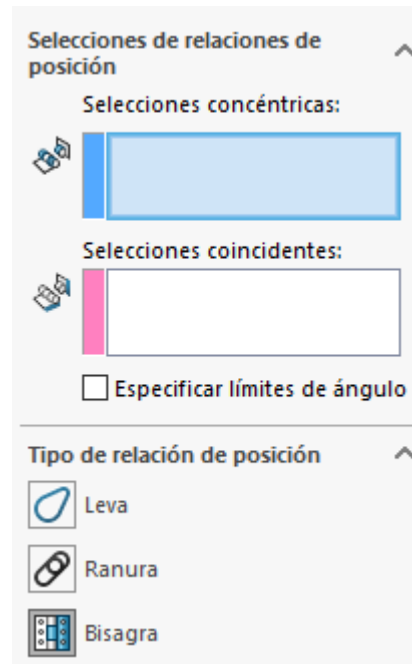 Selecciones de relaciones de
posición
Selecciones concéntricas:
Selecciones coincidentes:
Especificar límites de ángulo
Tipo de relación de posición
Leva
Ranura
Bisagra